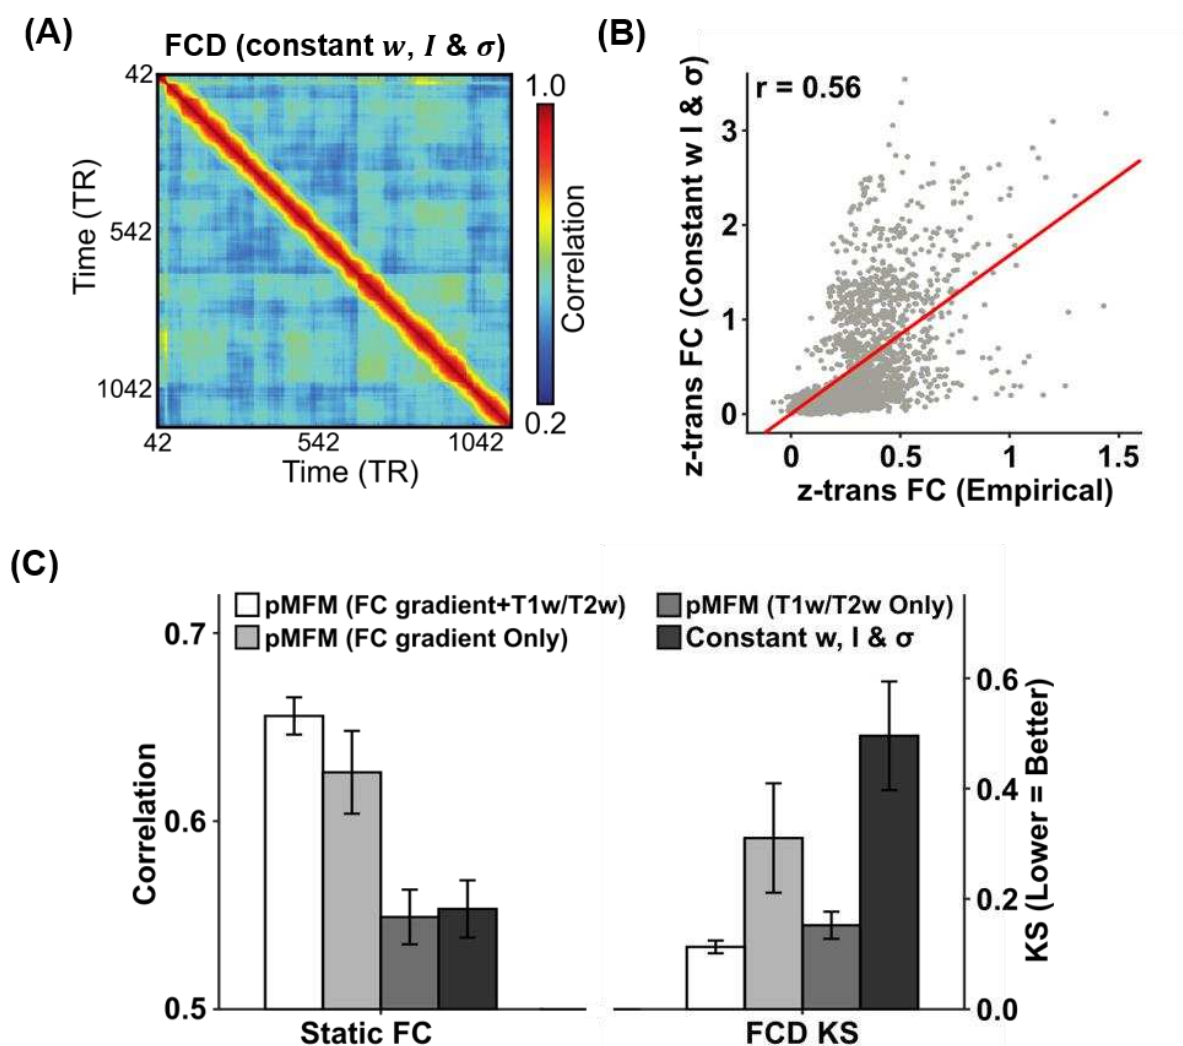 (A)
FCD (constant w, I & σ)
42
542
1042
Time (TR)
42
542
1042
Time (TR)
1.0
0.2
Correlation
(B)
r = 0.56
3
2
1
0
z-trans FC (Constant w I & σ)
0
0.5
1
1.5
z-trans FC (Empirical)
(C)
pMFM (FC gradient+T1w/T2w)
pMFM (FC gradient Only)
pMFM (T1w/T2w Only)
Constant w, I & σ
0.7
0.6
0.5
Correlation
Static FC
0.6
0.4
0.2
0.0
KS (Lower = Better)
FCD KS